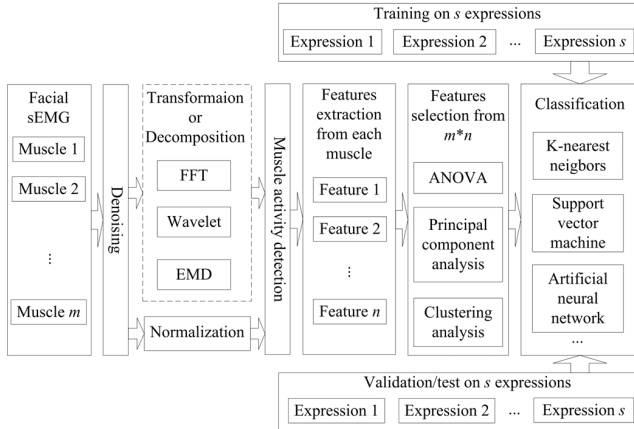 Training on s expressions
Expression 1
Expression 2
...
Expression s
Facial
sEMG
Muscle 1
Muscle 2
...
Muscle m
Denoising
Transformaion
or
Decomposition
FFT
Wavelet
EMD
Normalization
Muscle activity detection
Features
extraction
from each
muscle
Feature 1
Feature 2
...
Feature n
Features
selection from
m*n
ANOVA
Principal
component
analysis
Clustering
analysis
Classification
K-nearest
neigbors
Support
vector
machine
Artificial
neural
network
...
Validation/test on s expressions
Expression 1
Expression 2
...
Expression s